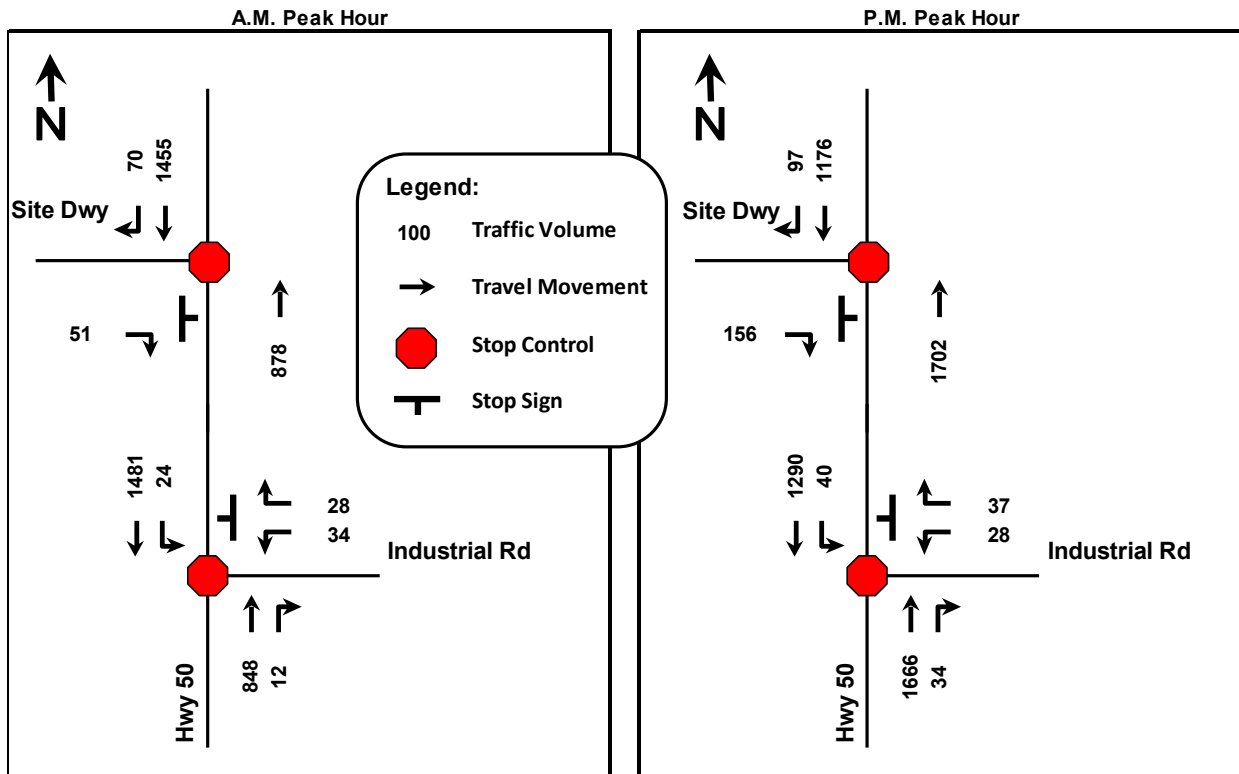 A.M. Peak Hour
N
70
1455
Site Dwy
51
878
1481
24
28
34
Industrial Rd
848
12
Hwy 50
Legend:
100 Traffic Volume
Travel Movement
Stop Control
Stop Sign
P.M. Peak Hour
N
97
1176
Site Dwy
156
1702
1290
40
37
28
Industrial Rd
1666
34
Hwy 50